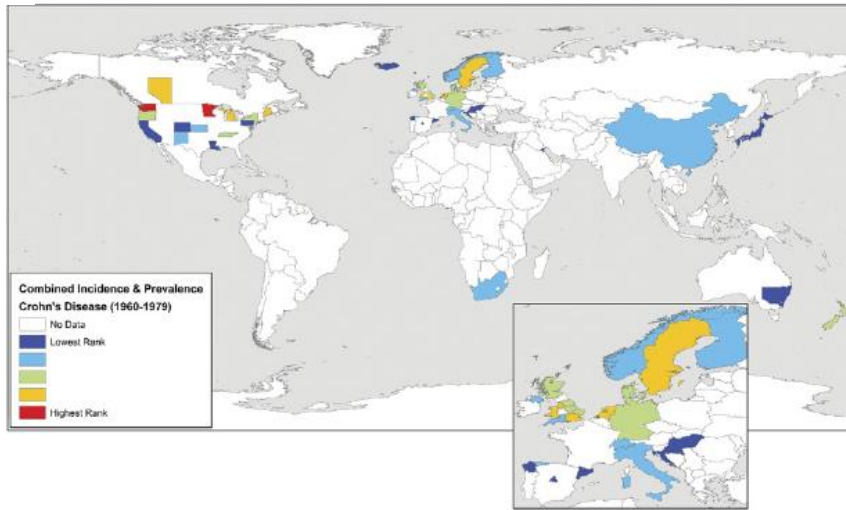 Combined Incidence & Prevalence
Crohn's Disease (1960-1979)
No Data
Lowest Rank
Highest Rank